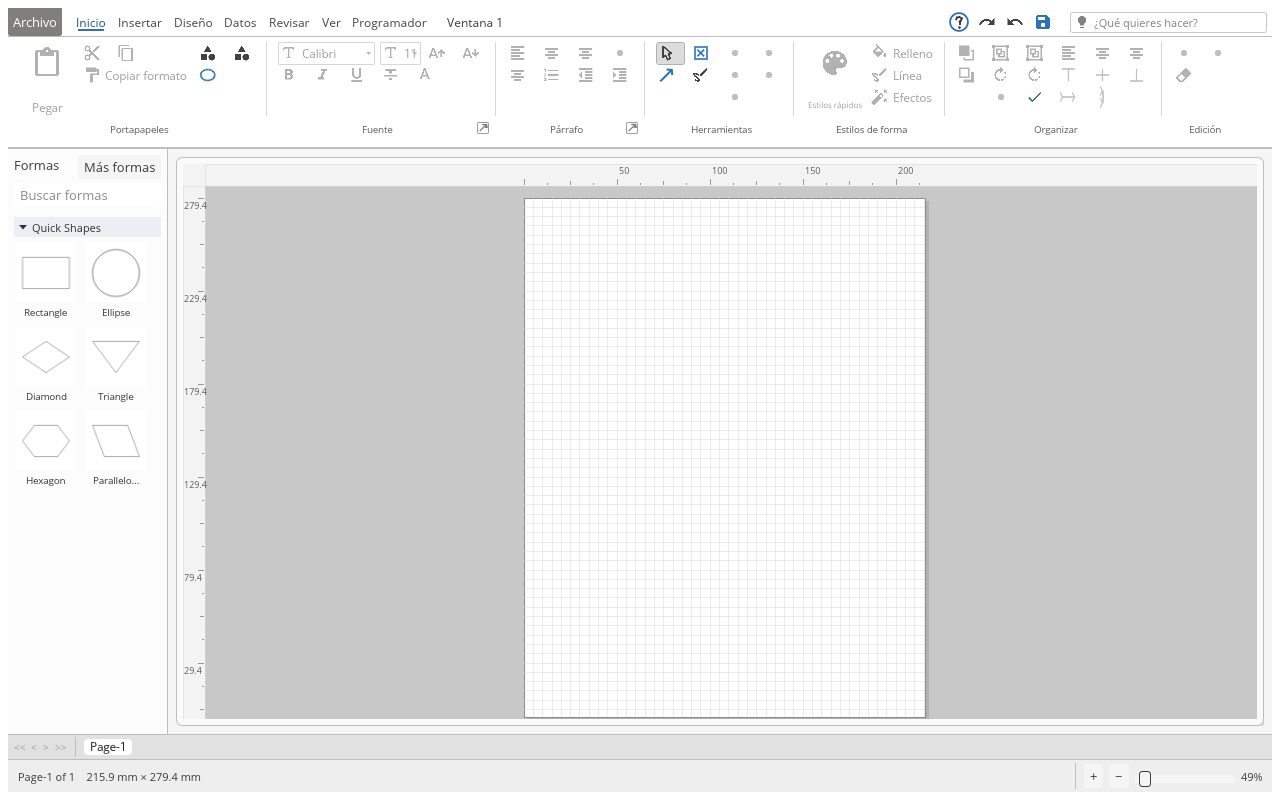 Archivo Inicio Insertar Diseño Datos Revisar Ver Programador Ventana 1 ¿Qué quieres hacer?
Calibri 11
Relleno
Copiar formato B I U A Línea
Estilos rápidos Efectos
Pegar
Portapapeles Fuente Párrafo Herramientas Estilos de forma Organizar Edición
Formas Más formas
50 100 150 200
Buscar formas
279.4
Quick Shapes
229.4
Rectangle Ellipse
179.4
Diamond Triangle
Hexagon Parallelo...
129.4
79.4
29.4
<< < > >> Page-1
Page-1 of 1 215.9 mm × 279.4 mm + − 49%